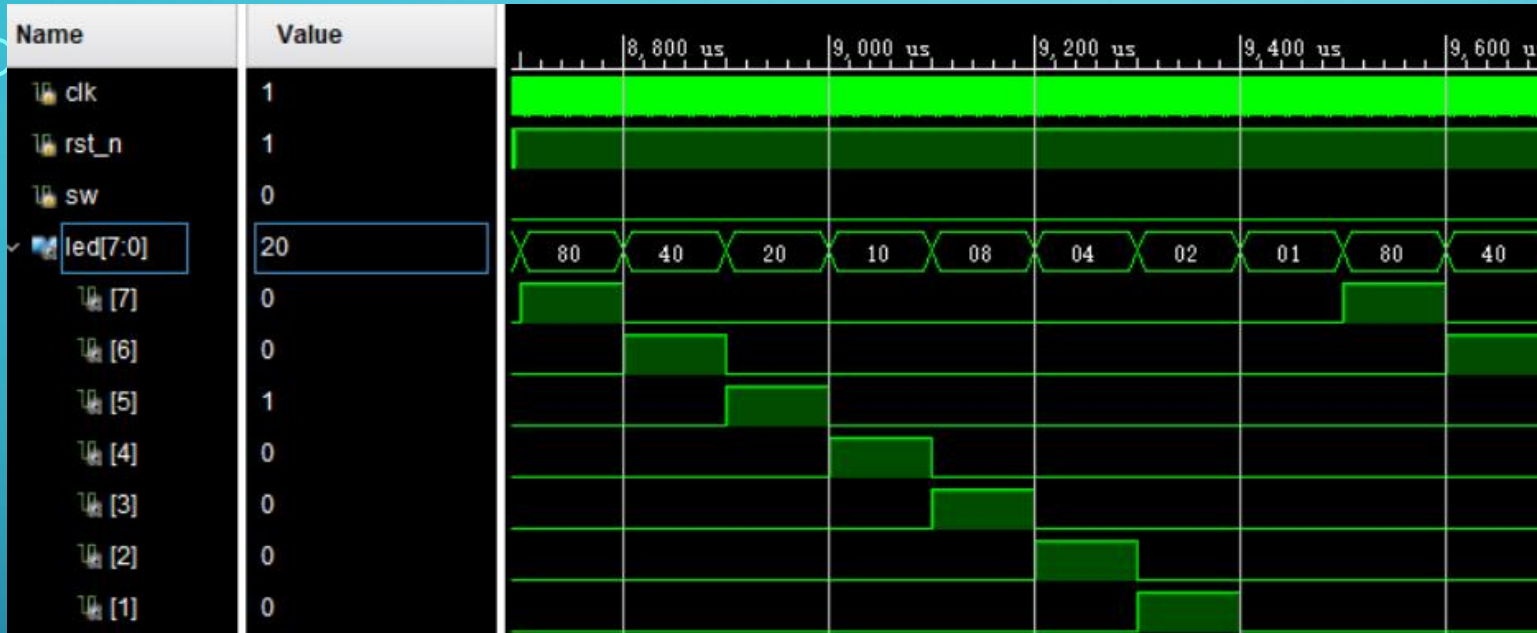 Name Value
8,800 us 9,000 us 9,200 us 9,400 us 9,600 u
clk 1
rst_n 1
sw 0
led[7:0] 20 80 40 20 10 08 04 02 01 80 40
[7] 0
[6] 0
[5] 1
[4] 0
[3] 0
[2] 0
[1] 0